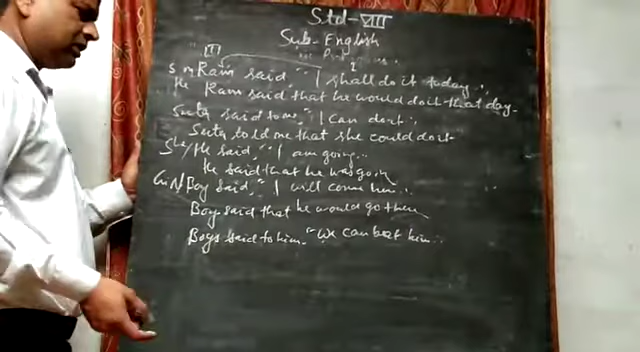 Std-VIII
Sub- English
Ram said, "I shall do it today".
Ram said that he would do it that day.
Sita said to me, "I can do it".
Sita told me that she could do it
She/He said, "I am going..
He said that he was going
Boy said, "I will come
Boy said that he would go there
Boys said to him. "We can beat him..